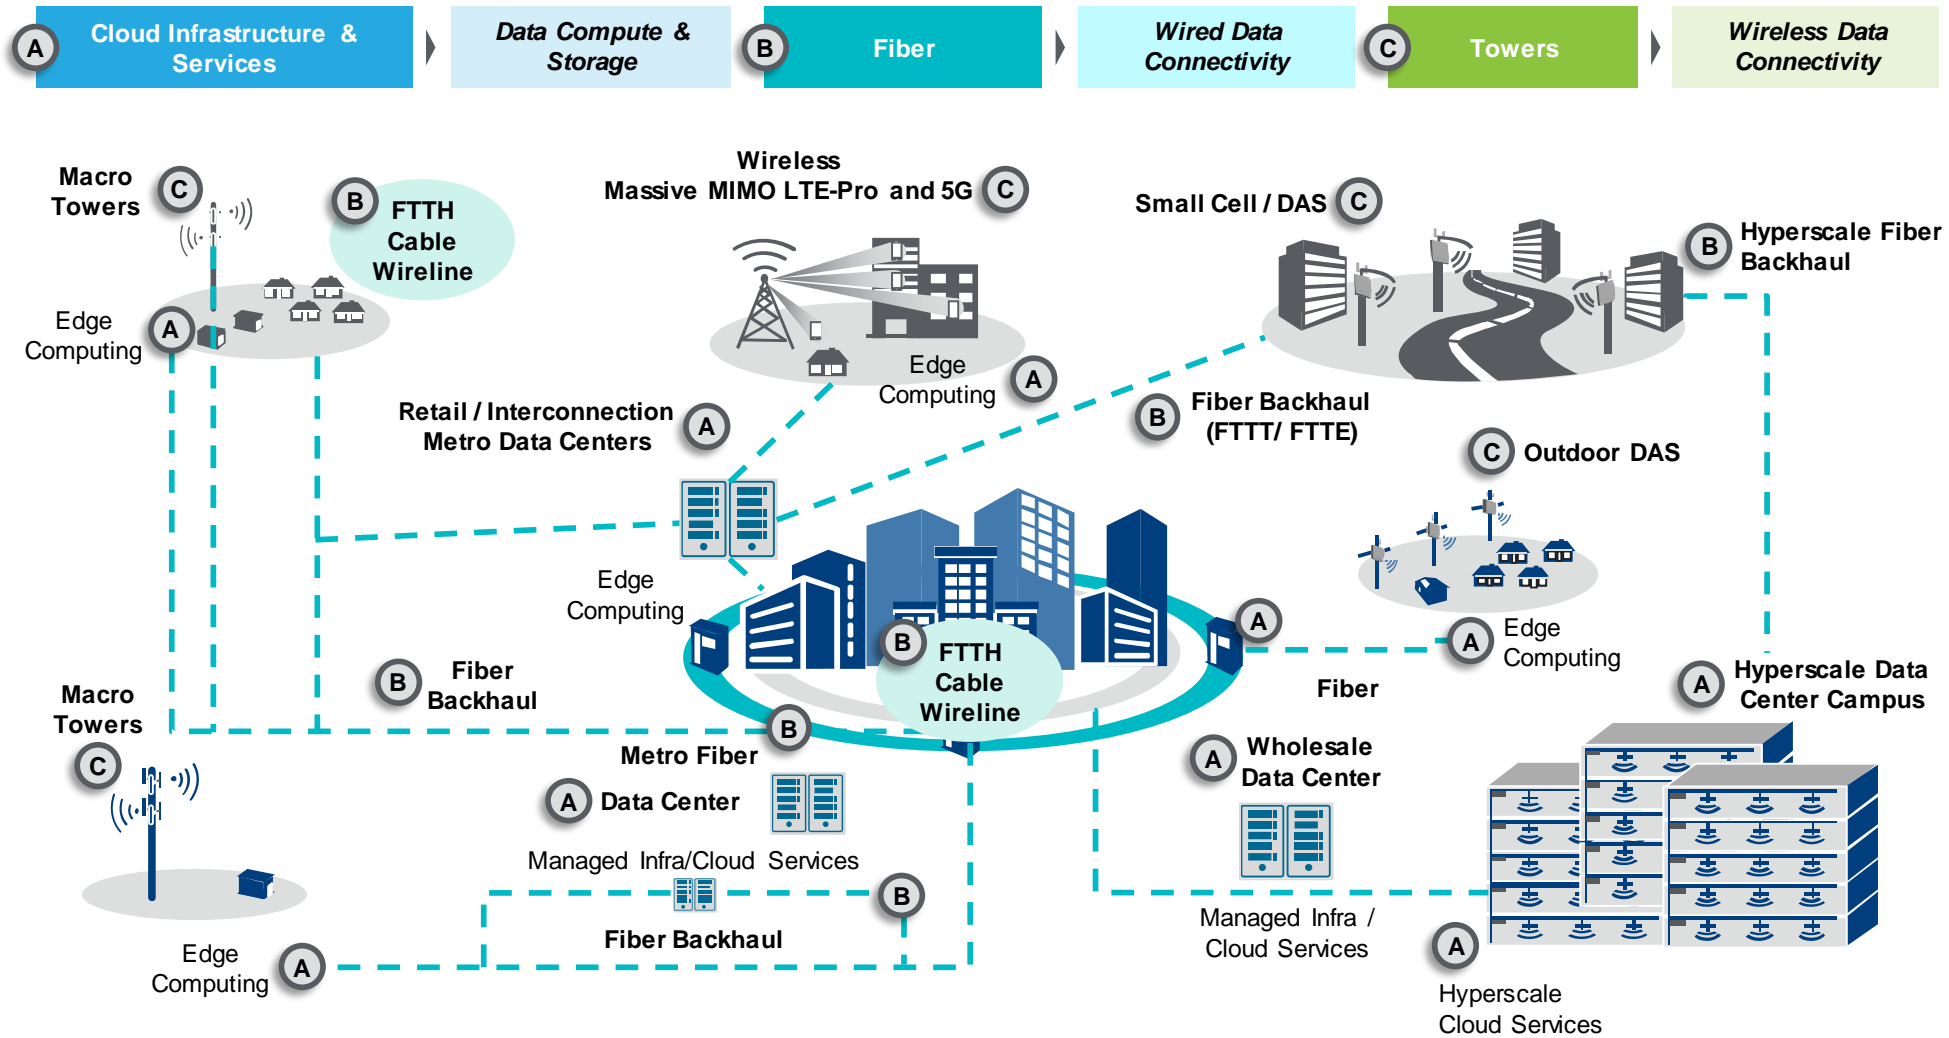 A
Cloud Infrastructure &
Services
Data Compute &
Storage
B
Fiber
Wired Data
Connectivity
C
Towers
Wireless Data
Connectivity
Macro
Towers
C
B
FTTH
Cable
Wireline
Edge
Computing
A
Wireless
Massive MIMO LTE-Pro and 5G
C
Edge
Computing
A
Small Cell / DAS
C
B
Hyperscale Fiber
Backhaul
Retail / Interconnection
Metro Data Centers
A
B
Fiber Backhaul
(FTTT/ FTTE)
C
Outdoor DAS
Edge
Computing
A
A
Edge
Computing
B
FTTH
Cable
Wireline
Fiber
A
Hyperscale Data
Center Campus
B
Fiber
Backhaul
Macro
Towers
C
B
Metro Fiber
A
Data Center
Managed Infra/Cloud Services
B
Fiber Backhaul
A
Wholesale
Data Center
Managed Infra /
Cloud Services
Edge
Computing
A
A
Hyperscale
Cloud Services